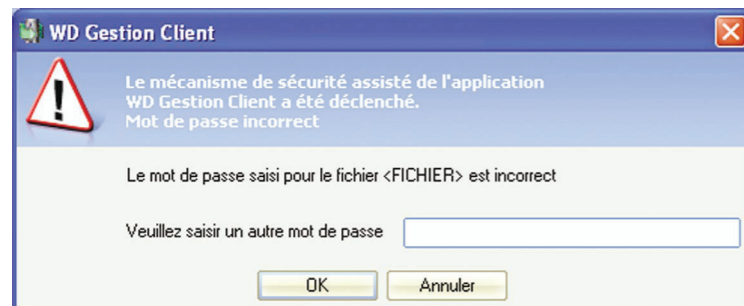 WD Gestion Client
Le mécanisme de sécurité assisté de l'application
WD Gestion Client a été déclenché.
Mot de passe incorrect
Le mot de passe saisi pour le fichier <FICHIER> est incorrect
Veuillez saisir un autre mot de passe
OK Annuler